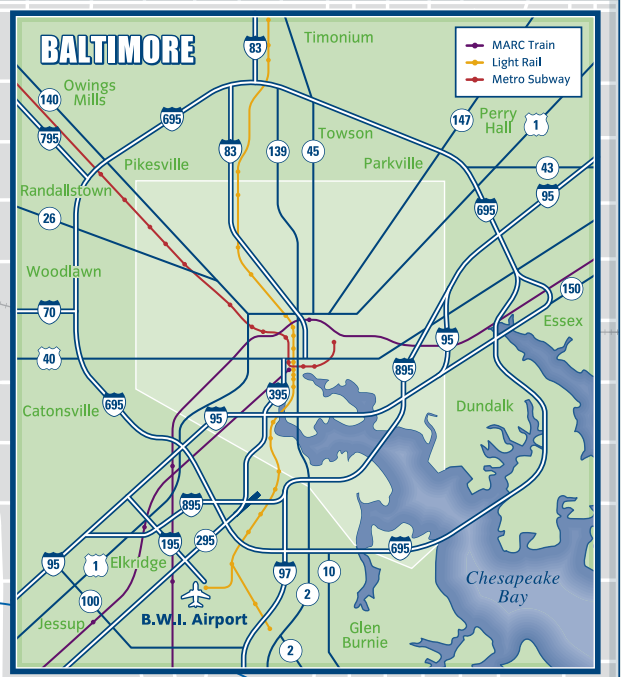 BALTIMORE
83
Timonium
MARC Train
Light Rail
Metro Subway
Owings
Mills
140
795
695
147
Perry
Hall
1
Towson
83
139
45
Pikesville
Parkville
43
95
Randallstown
26
695
Woodlawn
70
150
Essex
40
95
895
395
695
Catonsville
95
Dundalk
895
195
295
695
95
1
Elkridge
97
10
100
2
Chesapeake
Bay
B.W.I. Airport
Jessup
Glen
Burnie
2